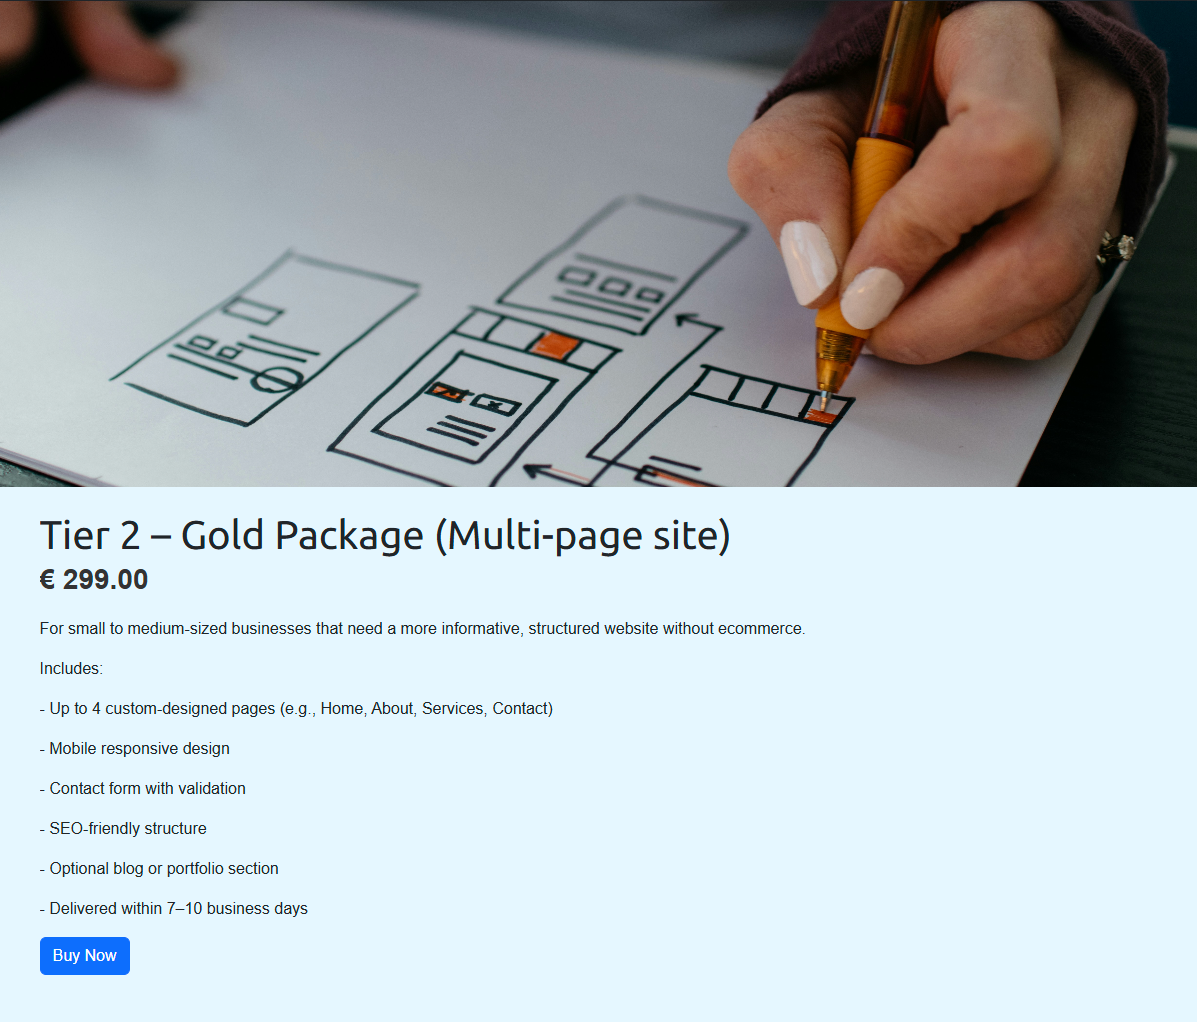 Tier 2 – Gold Package (Multi-page site)
€ 299.00
For small to medium-sized businesses that need a more informative, structured website without ecommerce.
Includes:
- Up to 4 custom-designed pages (e.g., Home, About, Services, Contact)
- Mobile responsive design
- Contact form with validation
- SEO-friendly structure
- Optional blog or portfolio section
- Delivered within 7–10 business days
Buy Now